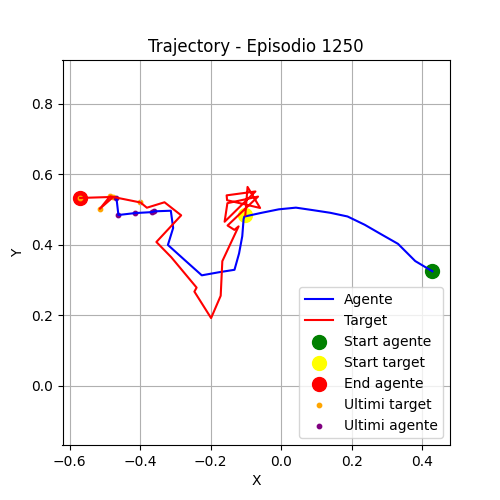 Trajectory - Episodio 1250
Y
0.8
0.6
0.4
0.2
0.0
−0.6
−0.4
−0.2
0.0
0.2
0.4
X
Agente
Target
Start agente
Start target
End agente
Ultimi target
Ultimi agente